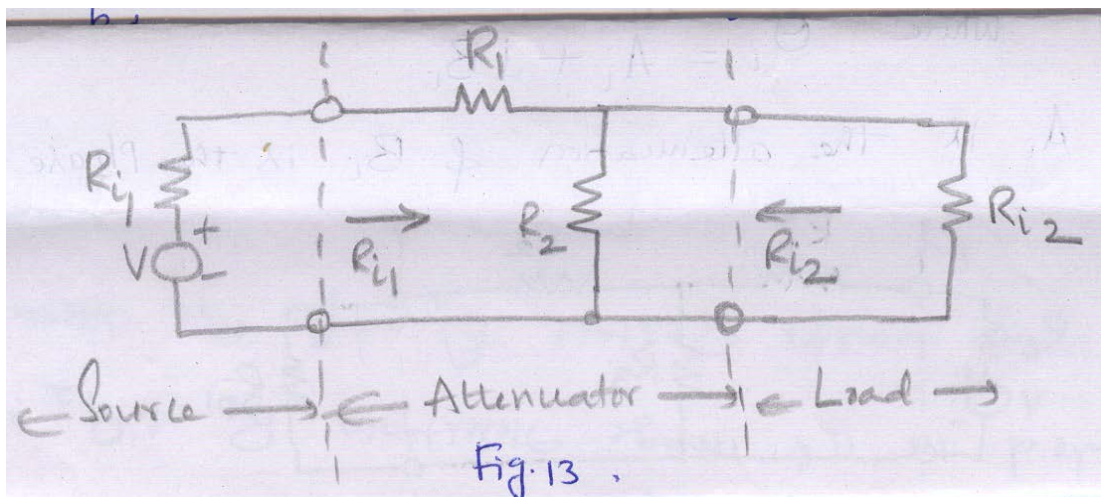 R1
Ri1
+
V
-
Ri1
R2
Ri2
Ri2
Source
Attenuator
Load
Fig. 13.